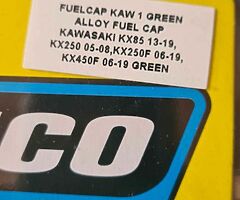 FUELCAP KAW 1 GREEN
ALLOY FUEL CAP
KAWASAKI KX85 13-19,
KX250 05-08,KX250F 06-19,
KX450F 06-19 GREEN
CO